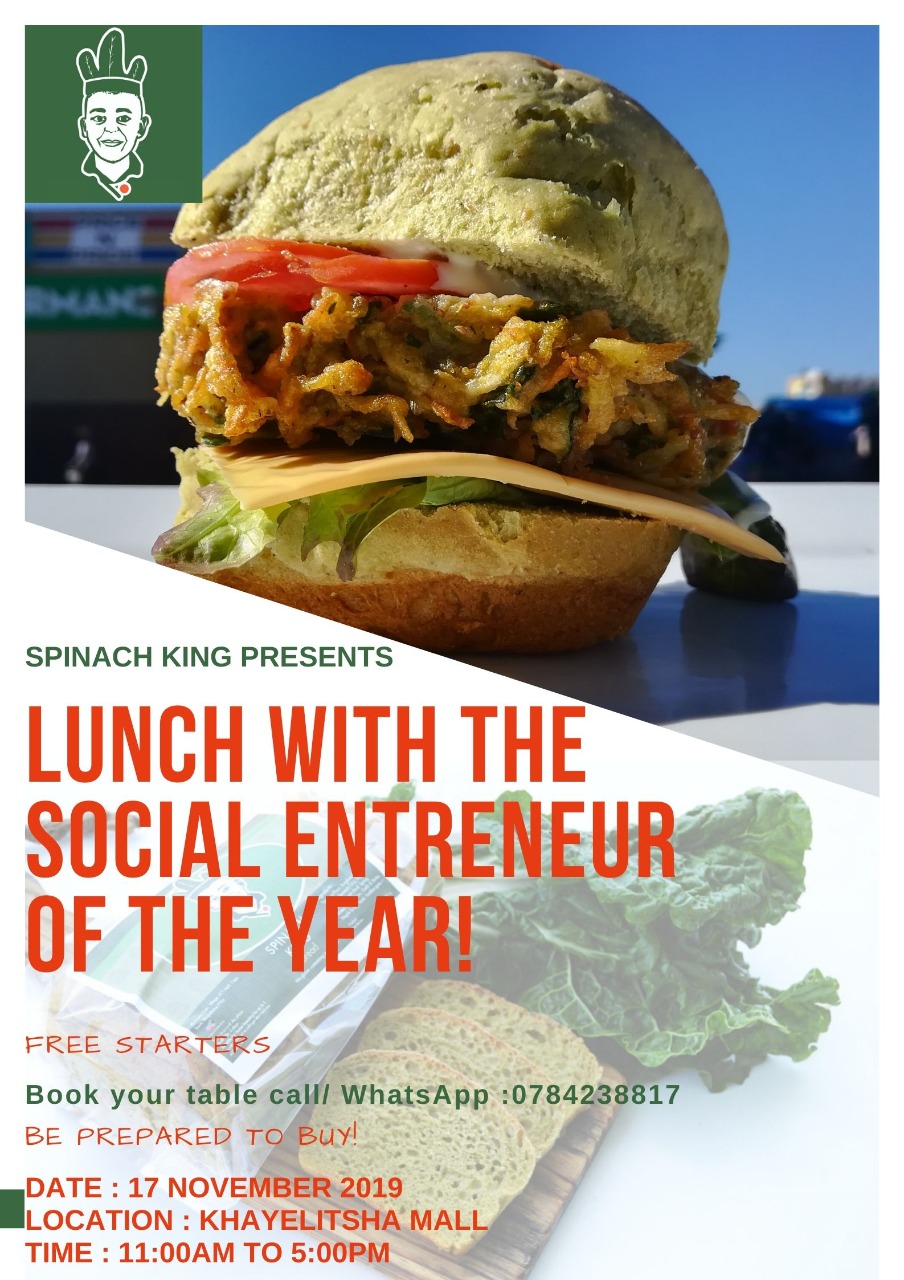 SPINACH KING PRESENTS
LUNCH WITH THE
SOCIAL ENTRENEUR
OF THE YEAR!
FREE STARTERS
Book your table call/ WhatsApp :0784238817
BE PREPARED TO BUY!
DATE : 17 NOVEMBER 2019
LOCATION : KHAYELITSHA MALL
TIME : 11:00AM TO 5:00PM